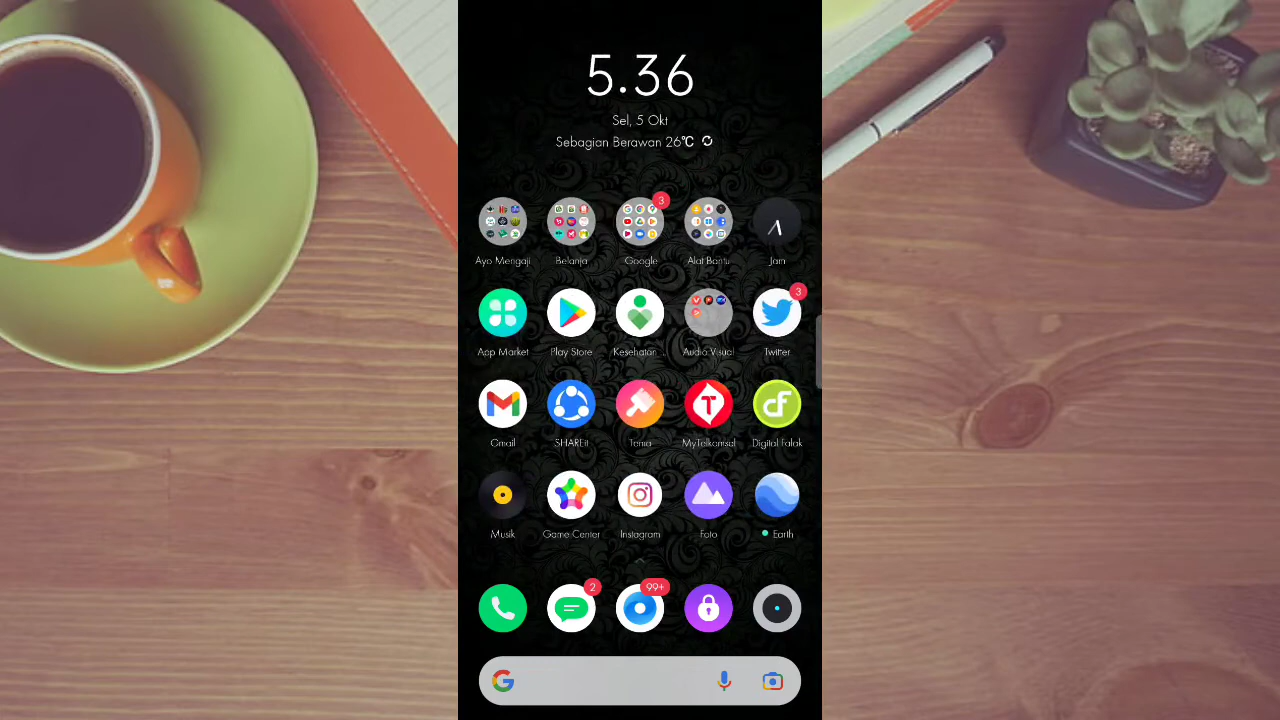 5.36
Sel, 5 Okt
Sebagian Berawan 26℃
3
Ayo Mengaji Belanja Google Alat Bantu Jam
3
App Market Play Store Kesehatan .. Audio Visual Twitter
Gmail SHAREit Tema MyTelkomsel Digital Falak
Musik Game Center Instagram Foto Earth
2 99+